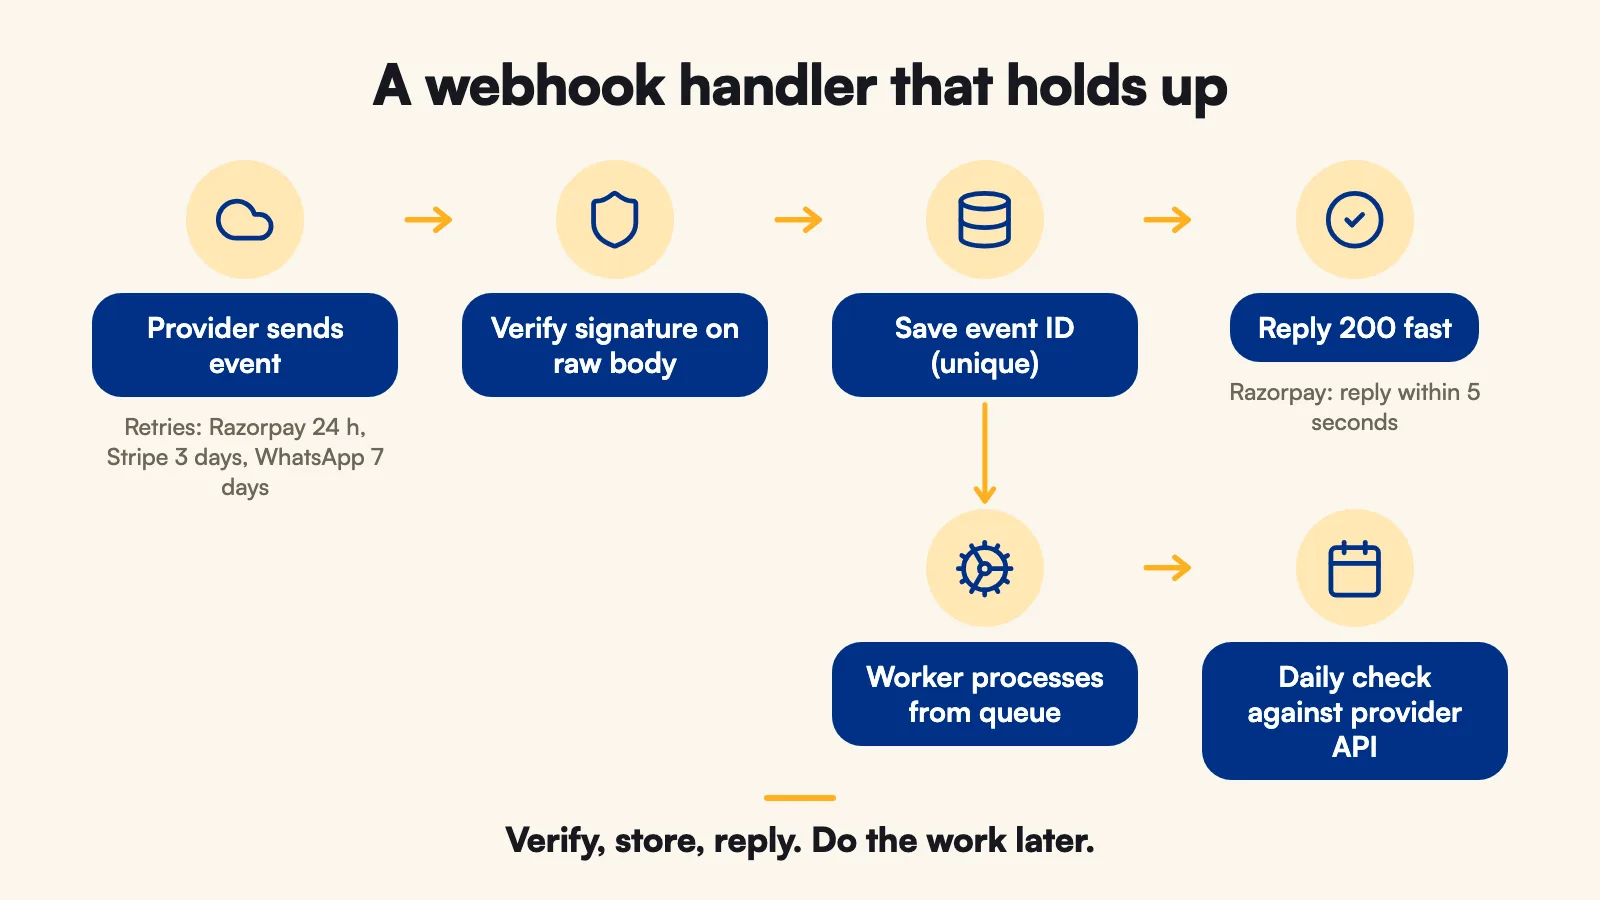 A webhook handler that holds up
Provider sends
event
Retries: Razorpay 24 h,
Stripe 3 days, WhatsApp 7
days
Verify signature on
raw body
Save event ID
(unique)
Reply 200 fast
Razorpay: reply within 5
seconds
Worker processes
from queue
Daily check
against provider
API
Verify, store, reply. Do the work later.